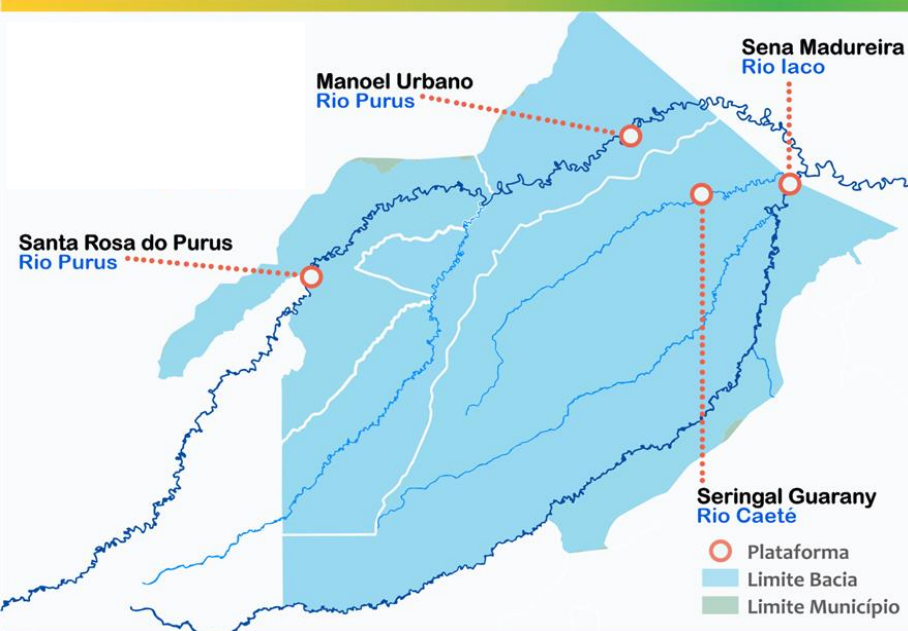 Sena Madureira
Rio Iaco
Manoel Urbano
Rio Purus
Santa Rosa do Purus
Rio Purus
Seringal Guarany
Rio Caeté
Plataforma
Limite Bacia
Limite Município